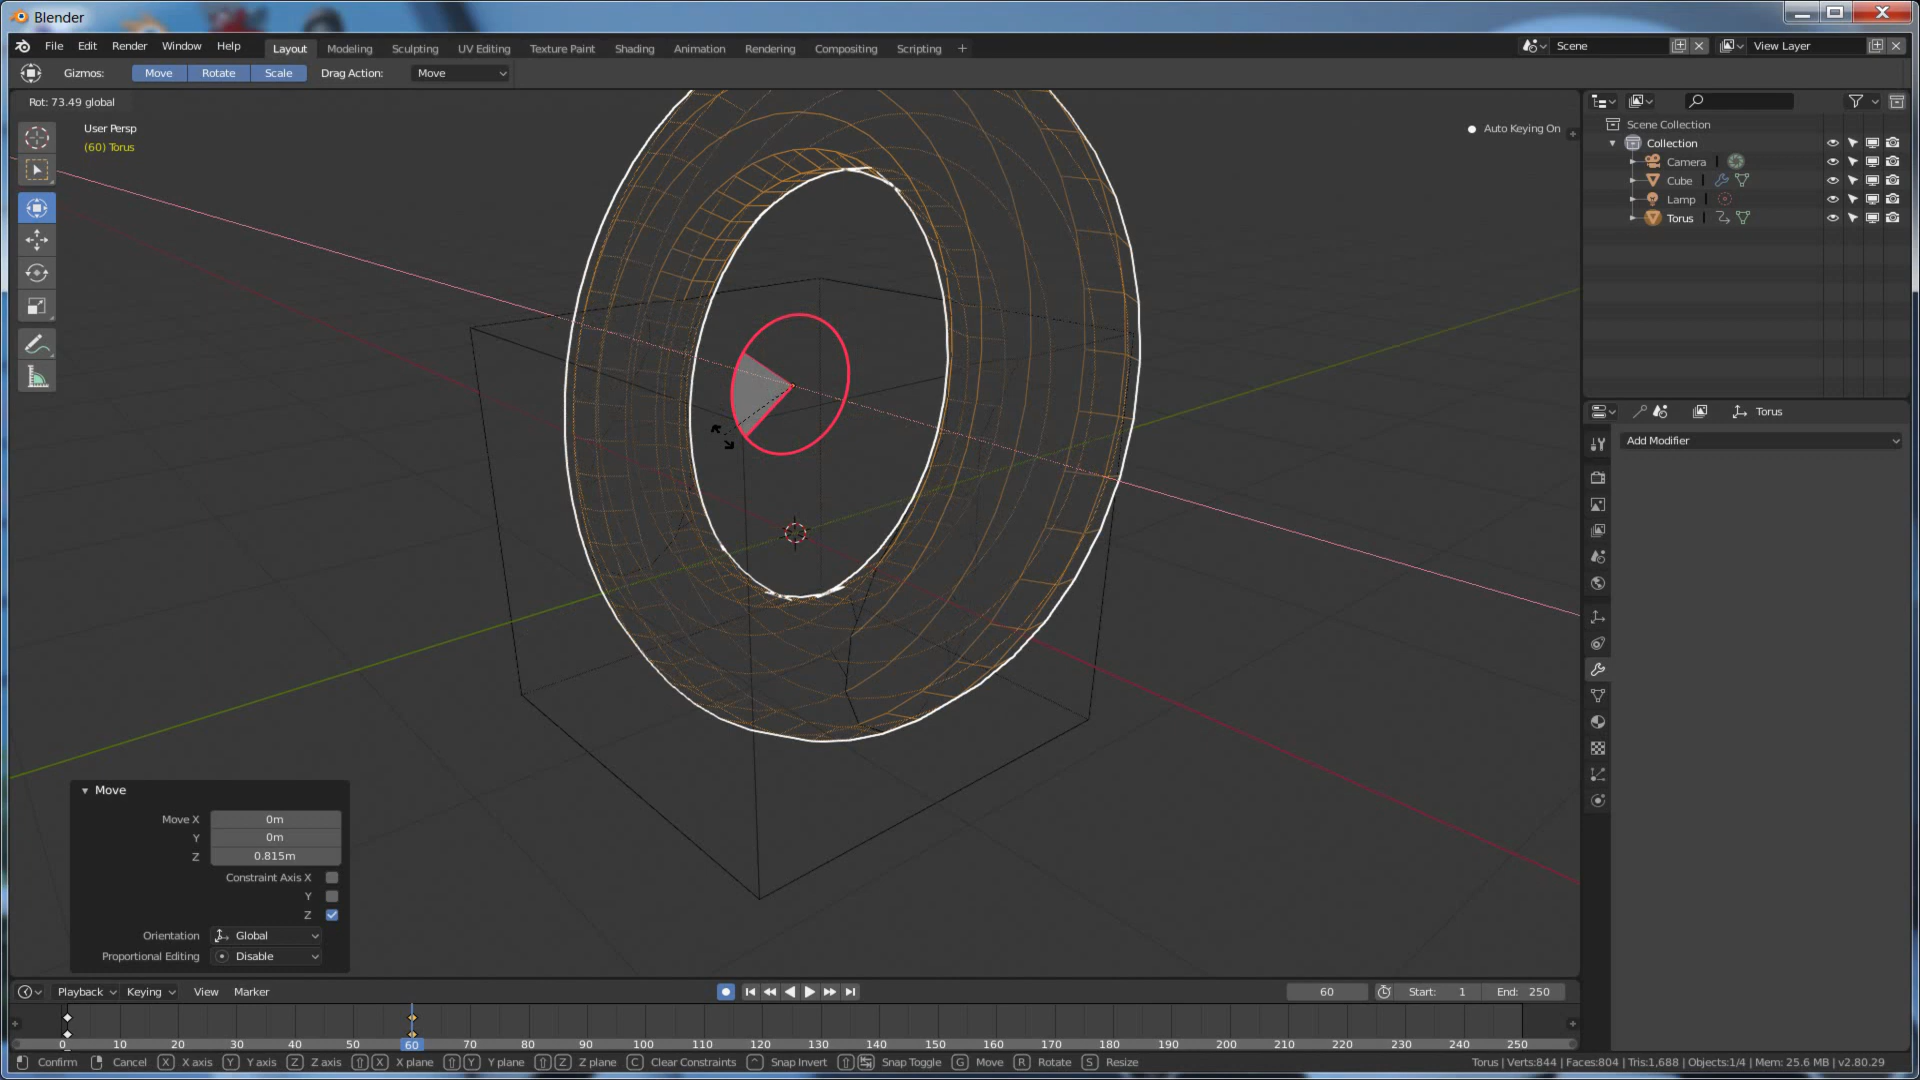 Blender
File Edit Render Window Help
Layout Modeling Sculpting UV Editing Texture Paint Shading Animation Rendering Compositing Scripting +
Scene
View Layer
Gizmos: Move Rotate Scale Drag Action: Move
Rot: 73.49 global
User Persp
(60) Torus
Auto Keying On
Scene Collection
Collection
Camera
Cube
Lamp
Torus
Torus
Add Modifier
Move
Move X 0m
Y 0m
Z 0.815m
Constraint Axis X
Y
Z
Orientation Global
Proportional Editing Disable
Playback Keying View Marker
60 Start: 1 End: 250
0 10 20 30 40 50 60 70 80 90 100 110 120 130 140 150 160 170 180 190 200 210 220 230 240 250
Confirm Cancel X X axis Y Y axis Z Z axis X X plane Y Y plane Z Z plane C Clear Constraints Snap Invert Snap Toggle G Move R Rotate S Resize
Torus | Verts:844 | Faces:804 | Tris:1,688 | Objects:1/4 | Mem: 25.6 MB | v2.80.29